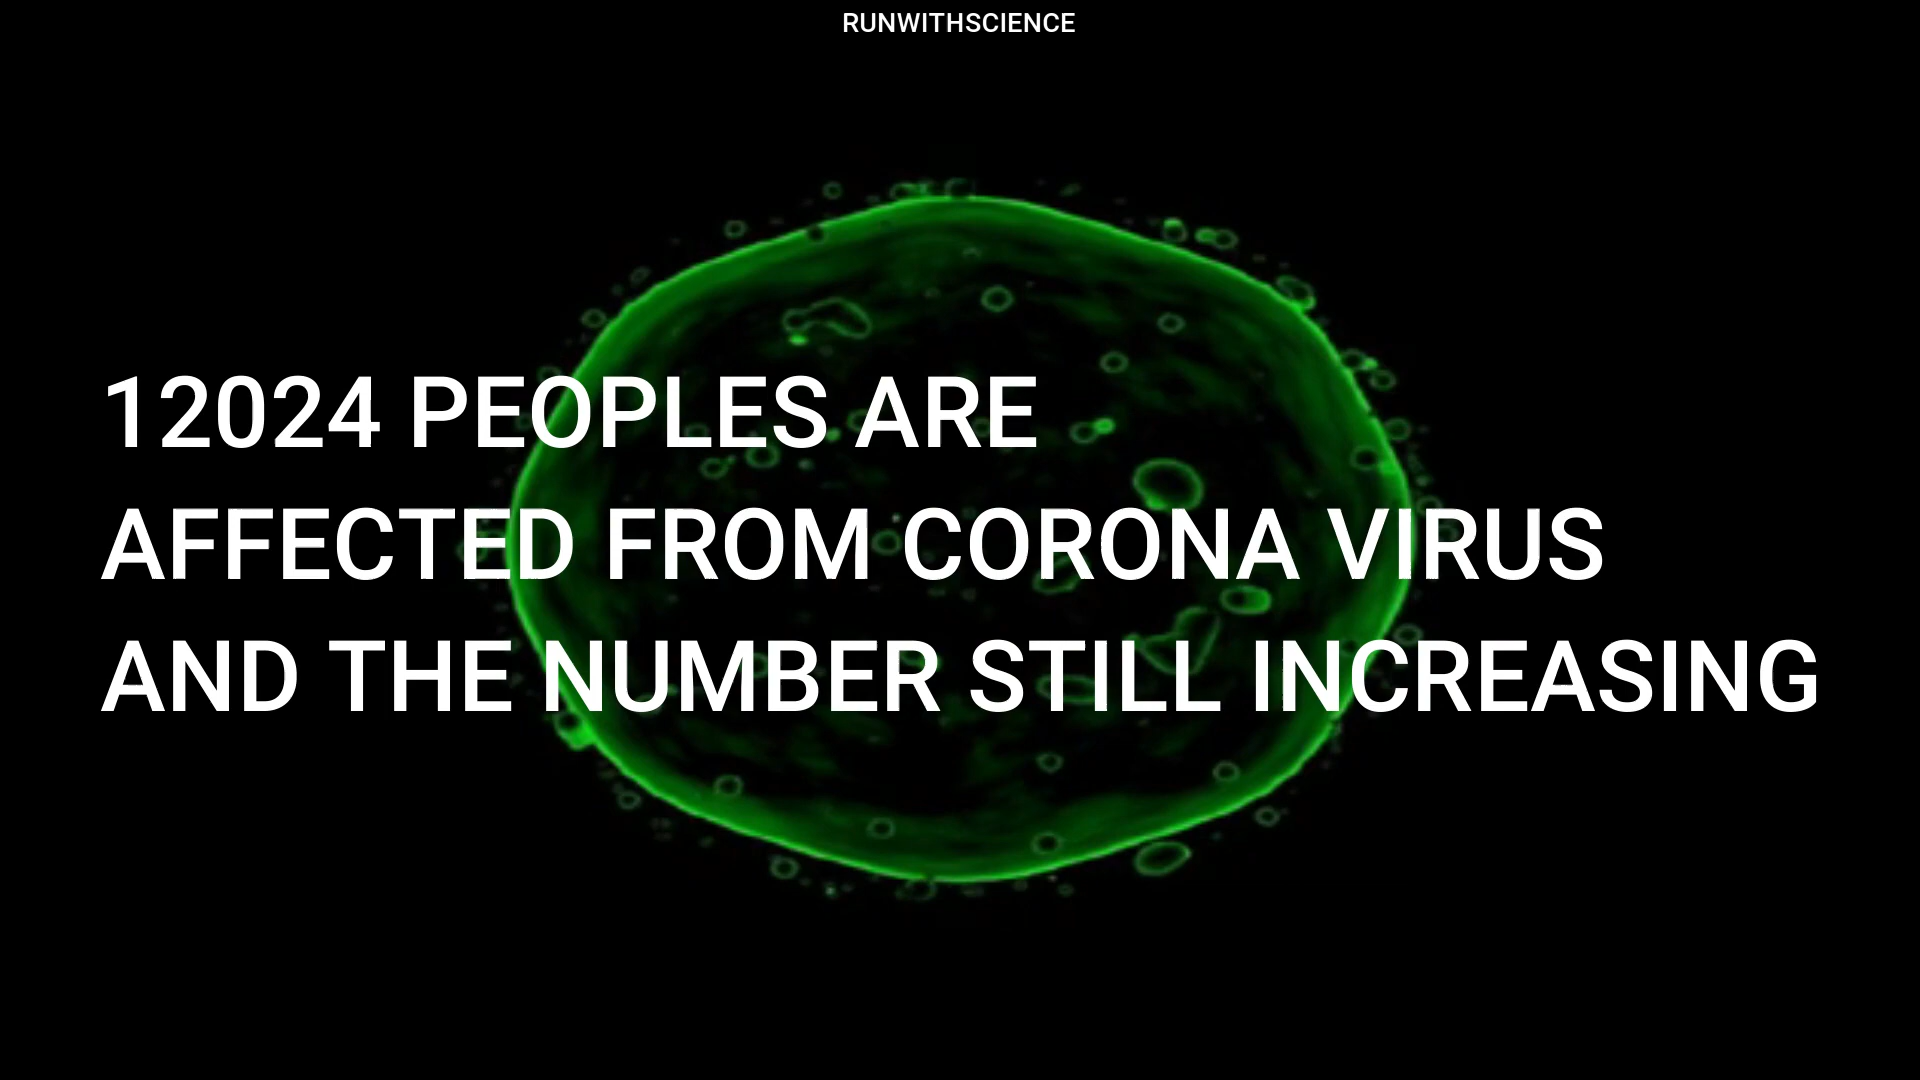 RUNWITHSCIENCE
12024 PEOPLES ARE
AFFECTED FROM CORONA VIRUS
AND THE NUMBER STILL INCREASING